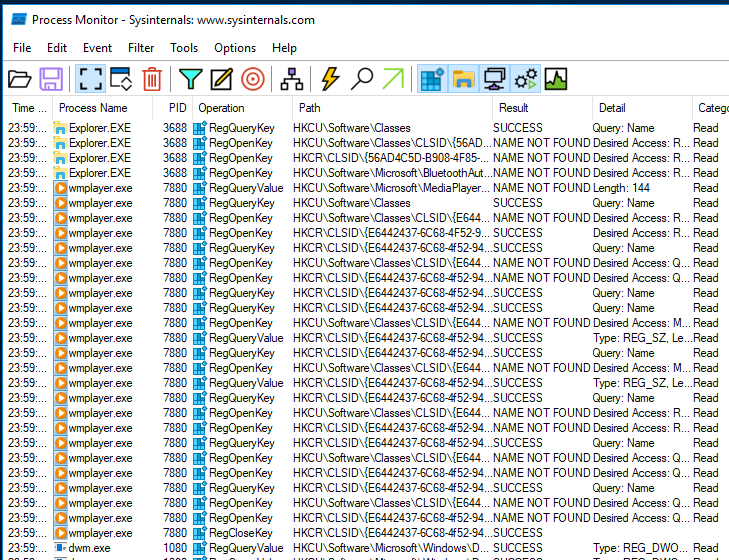 Process Monitor - Sysinternals: www.sysinternals.com
File Edit Event Filter Tools Options Help
Time ... Process Name PID Operation Path Result Detail Categ
23:59:... Explorer.EXE 3688 RegQueryKey HKCU\Software\Classes SUCCESS Query: Name Read
23:59:... Explorer.EXE 3688 RegOpenKey HKCU\Software\Classes\CLSID\{56AD... NAME NOT FOUND Desired Access: R... Read
23:59:... Explorer.EXE 3688 RegOpenKey HKCR\CLSID\{56AD4C5D-B908-4F85-... NAME NOT FOUND Desired Access: R... Read
23:59:... Explorer.EXE 3688 RegOpenKey HKCU\Software\Microsoft\BluetoothAut... NAME NOT FOUND Desired Access: R... Read
23:59:... wmplayer.exe 7880 RegQueryValue HKCU\Software\Microsoft\MediaPlayer... NAME NOT FOUND Length: 144 Read
23:59:... wmplayer.exe 7880 RegQueryKey HKCU\Software\Classes SUCCESS Query: Name Read
23:59:... wmplayer.exe 7880 RegOpenKey HKCU\Software\Classes\CLSID\{E644... NAME NOT FOUND Desired Access: R... Read
23:59:... wmplayer.exe 7880 RegOpenKey HKCR\CLSID\{E6442437-6C68-4F52-9... SUCCESS Desired Access: R... Read
23:59:... wmplayer.exe 7880 RegQueryKey HKCR\CLSID\{E6442437-6C68-4f52-94... SUCCESS Query: Name Read
23:59:... wmplayer.exe 7880 RegOpenKey HKCU\Software\Classes\CLSID\{E644... NAME NOT FOUND Desired Access: Q... Read
23:59:... wmplayer.exe 7880 RegOpenKey HKCR\CLSID\{E6442437-6C68-4f52-94... NAME NOT FOUND Desired Access: Q... Read
23:59:... wmplayer.exe 7880 RegQueryKey HKCR\CLSID\{E6442437-6C68-4f52-94... SUCCESS Query: Name Read
23:59:... wmplayer.exe 7880 RegQueryKey HKCR\CLSID\{E6442437-6C68-4f52-94... SUCCESS Query: Name Read
23:59:... wmplayer.exe 7880 RegOpenKey HKCU\Software\Classes\CLSID\{E644... NAME NOT FOUND Desired Access: M... Read
23:59:... wmplayer.exe 7880 RegQueryValue HKCR\CLSID\{E6442437-6C68-4f52-94... SUCCESS Type: REG_SZ, Le... Read
23:59:... wmplayer.exe 7880 RegQueryKey HKCR\CLSID\{E6442437-6C68-4f52-94... SUCCESS Query: Name Read
23:59:... wmplayer.exe 7880 RegOpenKey HKCU\Software\Classes\CLSID\{E644... NAME NOT FOUND Desired Access: M... Read
23:59:... wmplayer.exe 7880 RegQueryValue HKCR\CLSID\{E6442437-6C68-4f52-94... SUCCESS Type: REG_SZ, Le... Read
23:59:... wmplayer.exe 7880 RegQueryKey HKCR\CLSID\{E6442437-6C68-4f52-94... SUCCESS Query: Name Read
23:59:... wmplayer.exe 7880 RegOpenKey HKCU\Software\Classes\CLSID\{E644... NAME NOT FOUND Desired Access: R... Read
23:59:... wmplayer.exe 7880 RegOpenKey HKCR\CLSID\{E6442437-6C68-4f52-94... NAME NOT FOUND Desired Access: R... Read
23:59:... wmplayer.exe 7880 RegQueryKey HKCR\CLSID\{E6442437-6C68-4f52-94... SUCCESS Query: Name Read
23:59:... wmplayer.exe 7880 RegOpenKey HKCU\Software\Classes\CLSID\{E644... NAME NOT FOUND Desired Access: Q... Read
23:59:... wmplayer.exe 7880 RegOpenKey HKCR\CLSID\{E6442437-6C68-4f52-94... NAME NOT FOUND Desired Access: Q... Read
23:59:... wmplayer.exe 7880 RegQueryKey HKCR\CLSID\{E6442437-6C68-4f52-94... SUCCESS Query: Name Read
23:59:... wmplayer.exe 7880 RegOpenKey HKCU\Software\Classes\CLSID\{E644... NAME NOT FOUND Desired Access: Q... Read
23:59:... wmplayer.exe 7880 RegOpenKey HKCR\CLSID\{E6442437-6C68-4f52-94... NAME NOT FOUND Desired Access: Q... Read
23:59:... wmplayer.exe 7880 RegCloseKey HKCR\CLSID\{E6442437-6C68-4f52-94... SUCCESS Read
23:59:... dwm.exe 1080 RegQueryValue HKCU\Software\Microsoft\Windows\D... SUCCESS Type: REG_DWO... Read